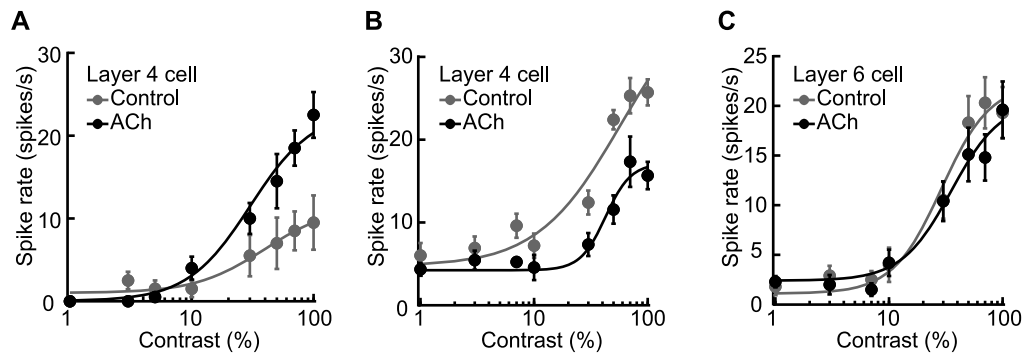 A
Spike rate (spikes/s)
30
20
10
0
Layer 4 cell
Control
ACh
1
10
100
Contrast (%)
B
Spike rate (spikes/s)
30
20
10
0
Layer 4 cell
Control
ACh
1
10
100
Contrast (%)
C
Spike rate (spikes/s)
25
20
15
10
5
0
Layer 6 cell
Control
ACh
1
10
100
Contrast (%)